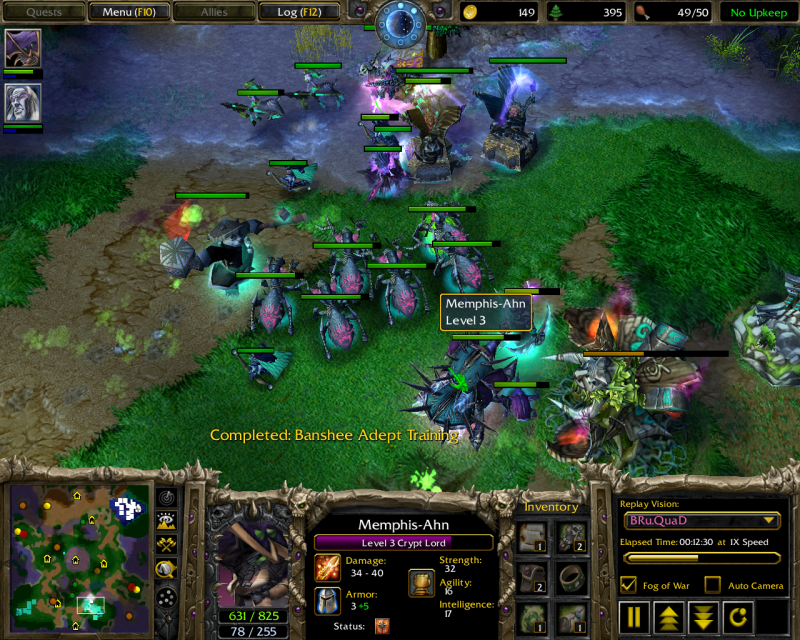 Quests
Menu (F10)
Allies
Log (F12)
149
395
49/50
No Upkeep
Memphis-Ahn
Level 3
Completed: Banshee Adept Training
Memphis-Ahn
Level 3 Crypt Lord
Damage:
34 - 40
Armor:
3 +5
Status:
Strength:
32
Agility:
16
Intelligence:
17
631 / 825
78 / 255
Inventory
1
2
2
1
1
Replay Vision:
BRu.QuaD
Elapsed Time: 00:12:30 at 1X Speed
Fog of War
Auto Camera